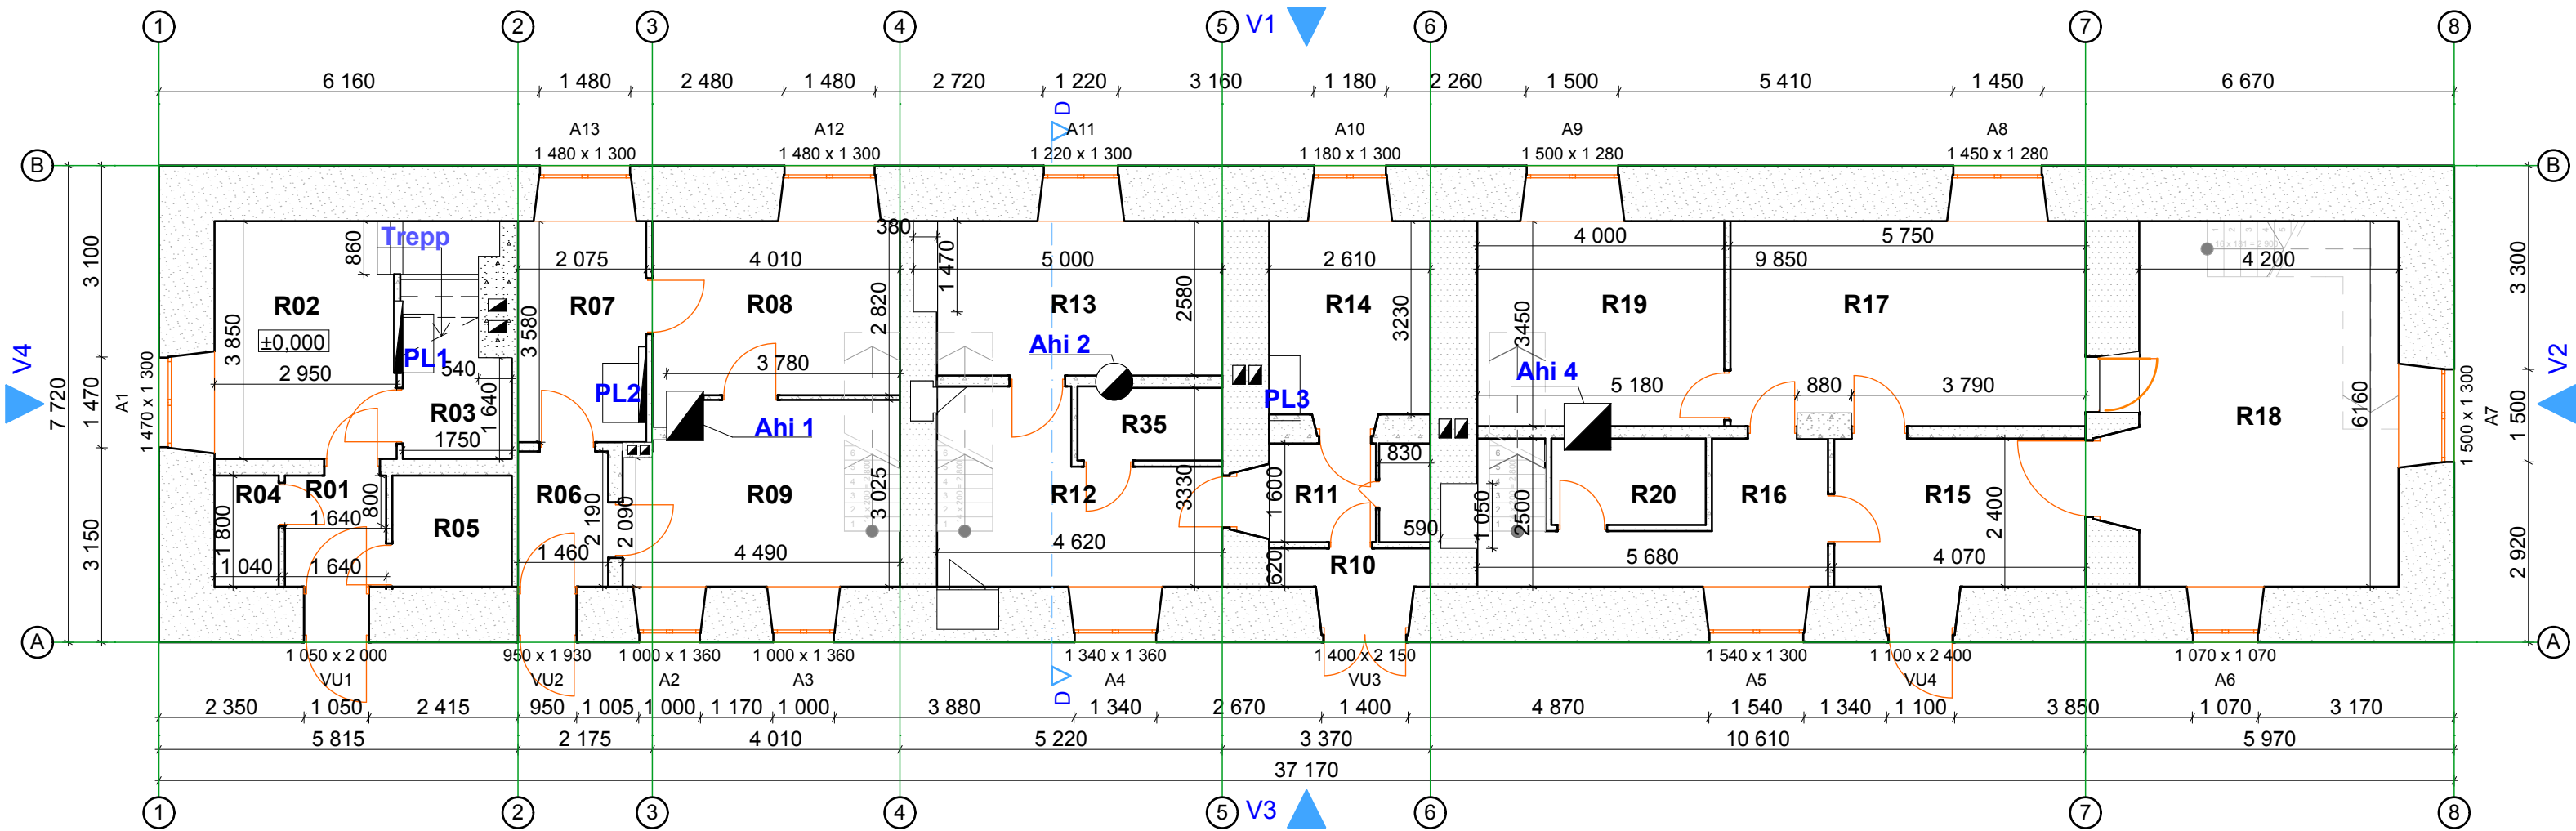 1 2 3 4 5 V1 6 7 8
6 160 1 480 2 480 1 480 2 720 1 220 3 160 1 180 2 260 1 500 5 410 1 450 6 670
D
A13 A12 A11 A10 A9 A8
1 480 x 1 300 1 480 x 1 300 1 220 x 1 300 1 180 x 1 300 1 500 x 1 280 1 450 x 1 280
B B
380
860 Trepp 4 000 5 750
2 075 4 010 1 470 5 000 2 610 9 850 4 200
3 100 3 300
R02 R07 R08 R13 R14 R19 R17
±0,000 3 850 3 580 2 820 2580 3230 3450
Ahi 2
V4 PL1 540 3 780 Ahi 4 V2
2 950 5 180 880 3 790
7 720 1 470 A1 1 470 x 1 300 PL2 PL3 6160 1 500 x 1 300 A7 1 500
R03 1 640 Ahi 1 R35 R18
1750 830
R04 R01 800 R06 R09 R12 3330 R11 1 600 R20 R16 R15
1 640 R05 2 190 2 090 3 025 590 1 050 2500 2 400
3 150 1 800 1 460 4 490 4 620 5 680 4 070 2 920
1 040 1 640 620 R10
A A
1 050 x 2 000 950 x 1 930 1 000 x 1 360 1 000 x 1 360 1 340 x 1 360 1 400 x 2 150 1 540 x 1 300 1 100 x 2 400 1 070 x 1 070
VU1 VU2 A2 A3 D A4 VU3 A5 VU4 A6
2 350 1 050 2 415 950 1 005 1 000 1 170 1 000 3 880 1 340 2 670 1 400 4 870 1 540 1 340 1 100 3 850 1 070 3 170
5 815 2 175 4 010 5 220 3 370 10 610 5 970
37 170
1 2 3 4 5 V3 6 7 8